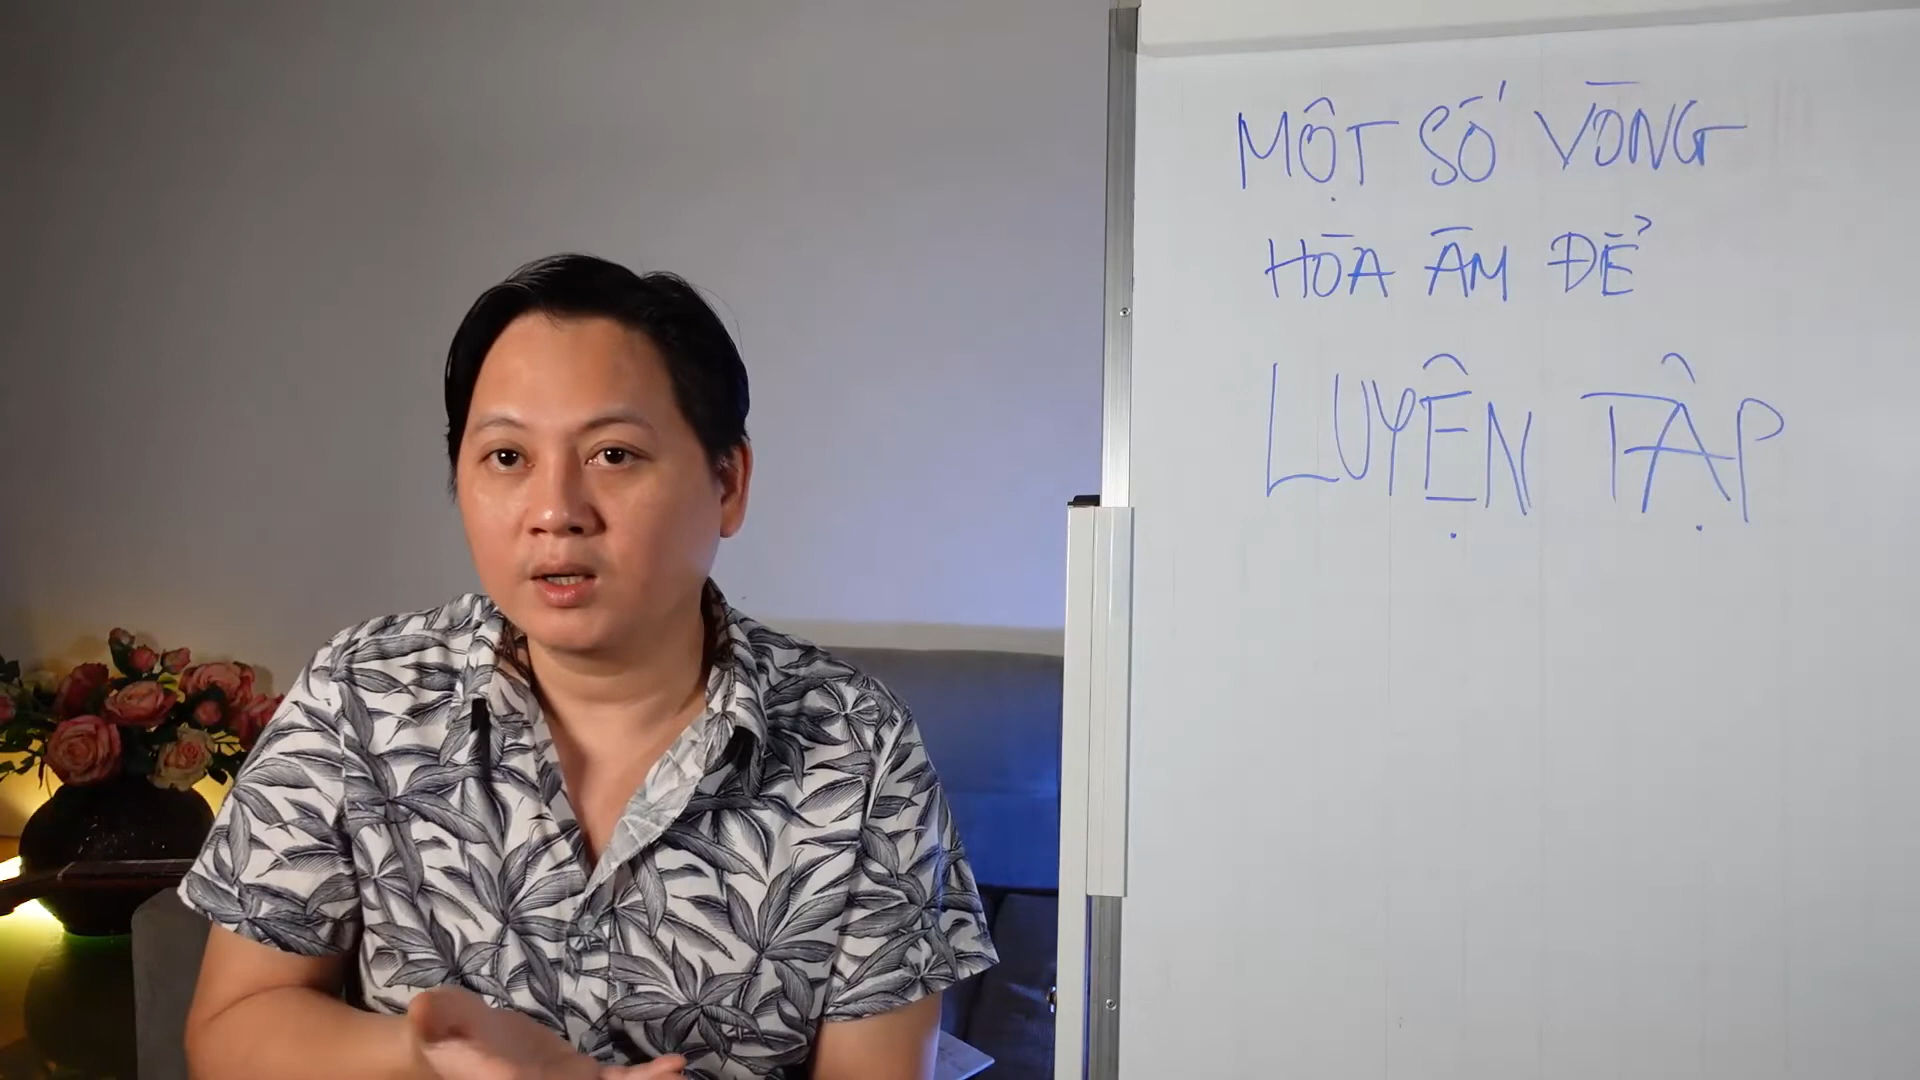 MỘT SỐ VÒNG
HÒA ÂM ĐỂ
LUYỆN TẬP